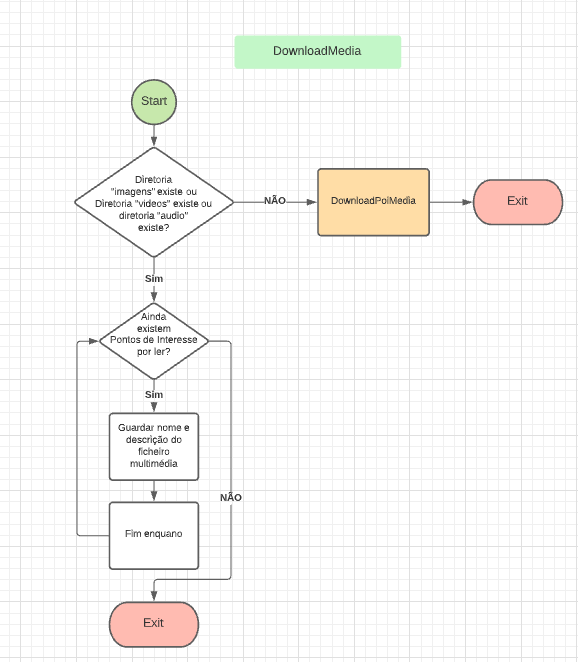 DownloadMedia
Start
Diretoria
"imagens" existe ou
Diretoria "videos" existe ou
diretoria "audio"
existe?
NÃO
DownloadPoiMedia
Exit
Sim
Ainda
existem
Pontos de Interesse
por ler?
Sim
Guardar nome e
descrição do
ficheiro
multimédia
NÃO
Fim enquano
Exit